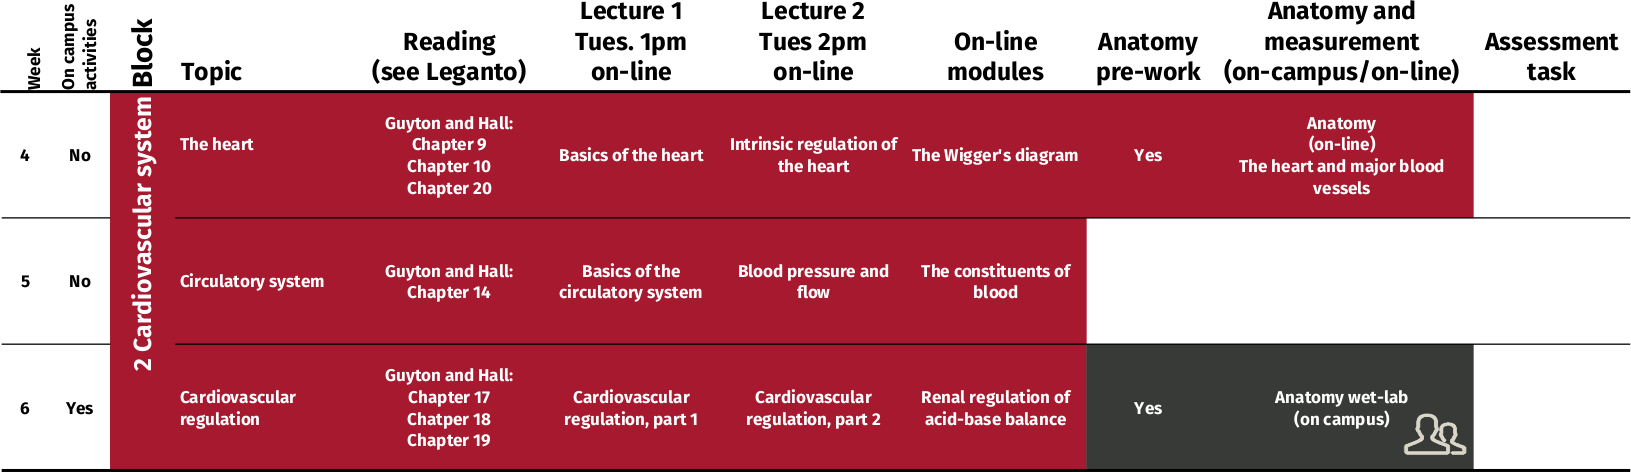 Week
On campus
activities
Block
Topic
Reading
(see Leganto)
Lecture 1
Tues. 1pm
on-line
Lecture 2
Tues 2pm
on-line
On-line
modules
Anatomy
pre-work
Anatomy and
measurement
(on-campus/on-line)
Assessment
task
2 Cardiovascular system
4
No
The heart
Guyton and Hall:
Chapter 9
Chapter 10
Chapter 20
Basics of the heart
Intrinsic regulation of
the heart
The Wigger's diagram
Yes
Anatomy
(on-line)
The heart and major blood
vessels
5
No
Circulatory system
Guyton and Hall:
Chapter 14
Basics of the
circulatory system
Blood pressure and
flow
The constituents of
blood
6
Yes
Cardiovascular
regulation
Guyton and Hall:
Chapter 17
Chatper 18
Chapter 19
Cardiovascular
regulation, part 1
Cardiovascular
regulation, part 2
Renal regulation of
acid-base balance
Yes
Anatomy wet-lab
(on campus)